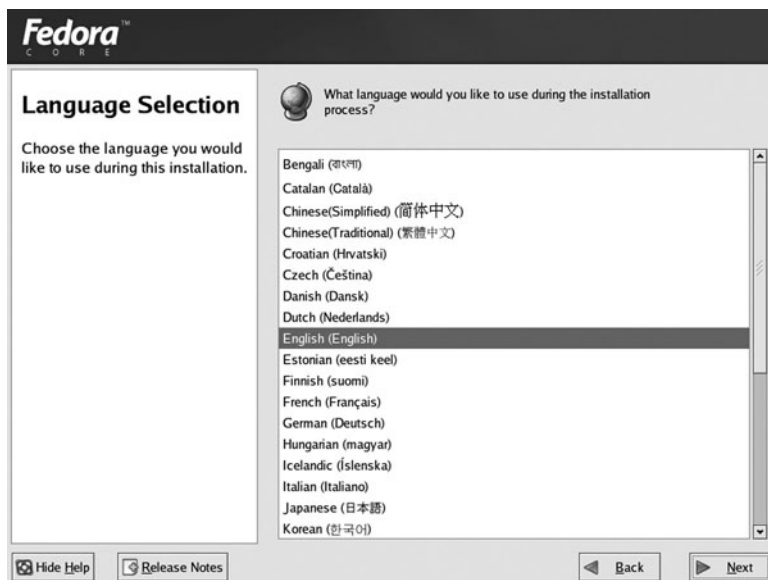 Fedora™
CORE
Language Selection
Choose the language you would
like to use during this installation.
What language would you like to use during the installation
process?
Bengali (বাংলা)
Catalan (Català)
Chinese(Simplified) (简体中文)
Chinese(Traditional) (繁體中文)
Croatian (Hrvatski)
Czech (Čeština)
Danish (Dansk)
Dutch (Nederlands)
English (English)
Estonian (eesti keel)
Finnish (suomi)
French (Français)
German (Deutsch)
Hungarian (magyar)
Icelandic (Íslenska)
Italian (Italiano)
Japanese (日本語)
Korean (한국어)
Hide Help
Release Notes
Back
Next